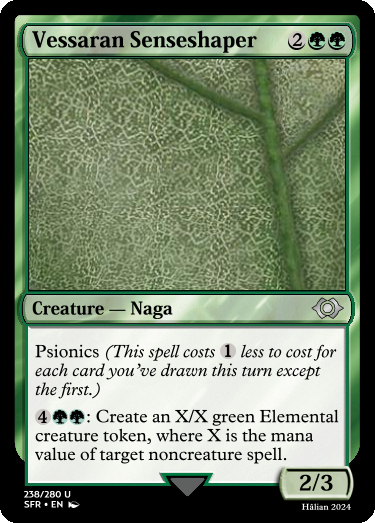 Vessaran Senseshaper 2
Creature — Naga
Psionics (This spell costs 1 less to cost for
each card you've drawn this turn except
the first.)
4: Create an X/X green Elemental
creature token, where X is the mana
value of target noncreature spell.
2/3
238/280 U
SFR • EN
Hâlian 2024